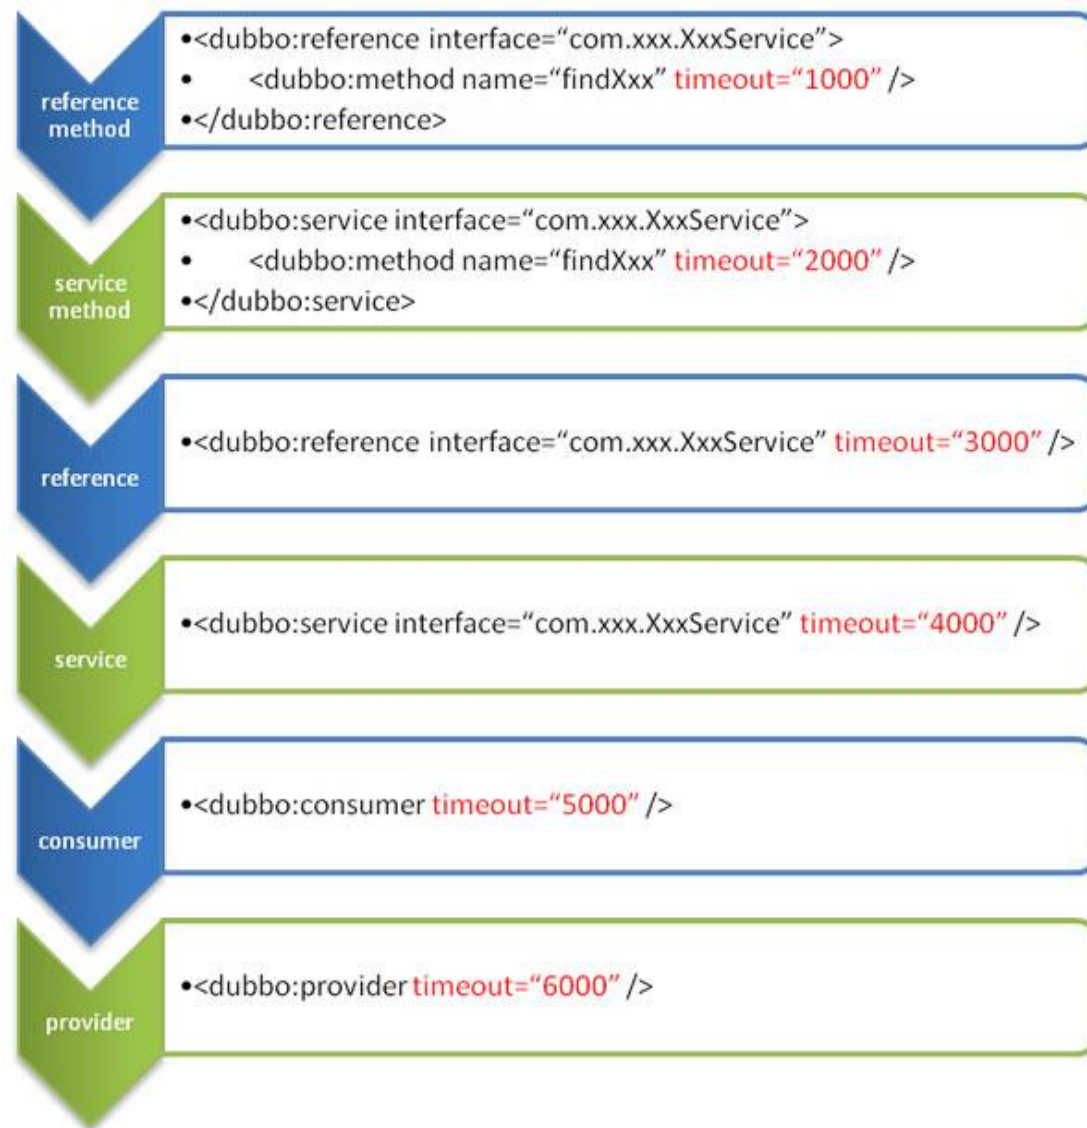 reference
method
•<dubbo:reference interface=“com.xxx.XxxService”>
• <dubbo:method name=“findXxx” timeout=“1000” />
•</dubbo:reference>
service
method
•<dubbo:service interface=“com.xxx.XxxService”>
• <dubbo:method name=“findXxx” timeout=“2000” />
•</dubbo:service>
reference
•<dubbo:reference interface=“com.xxx.XxxService” timeout=“3000” />
service
•<dubbo:service interface=“com.xxx.XxxService” timeout=“4000” />
consumer
•<dubbo:consumer timeout=“5000” />
provider
•<dubbo:provider timeout=“6000” />